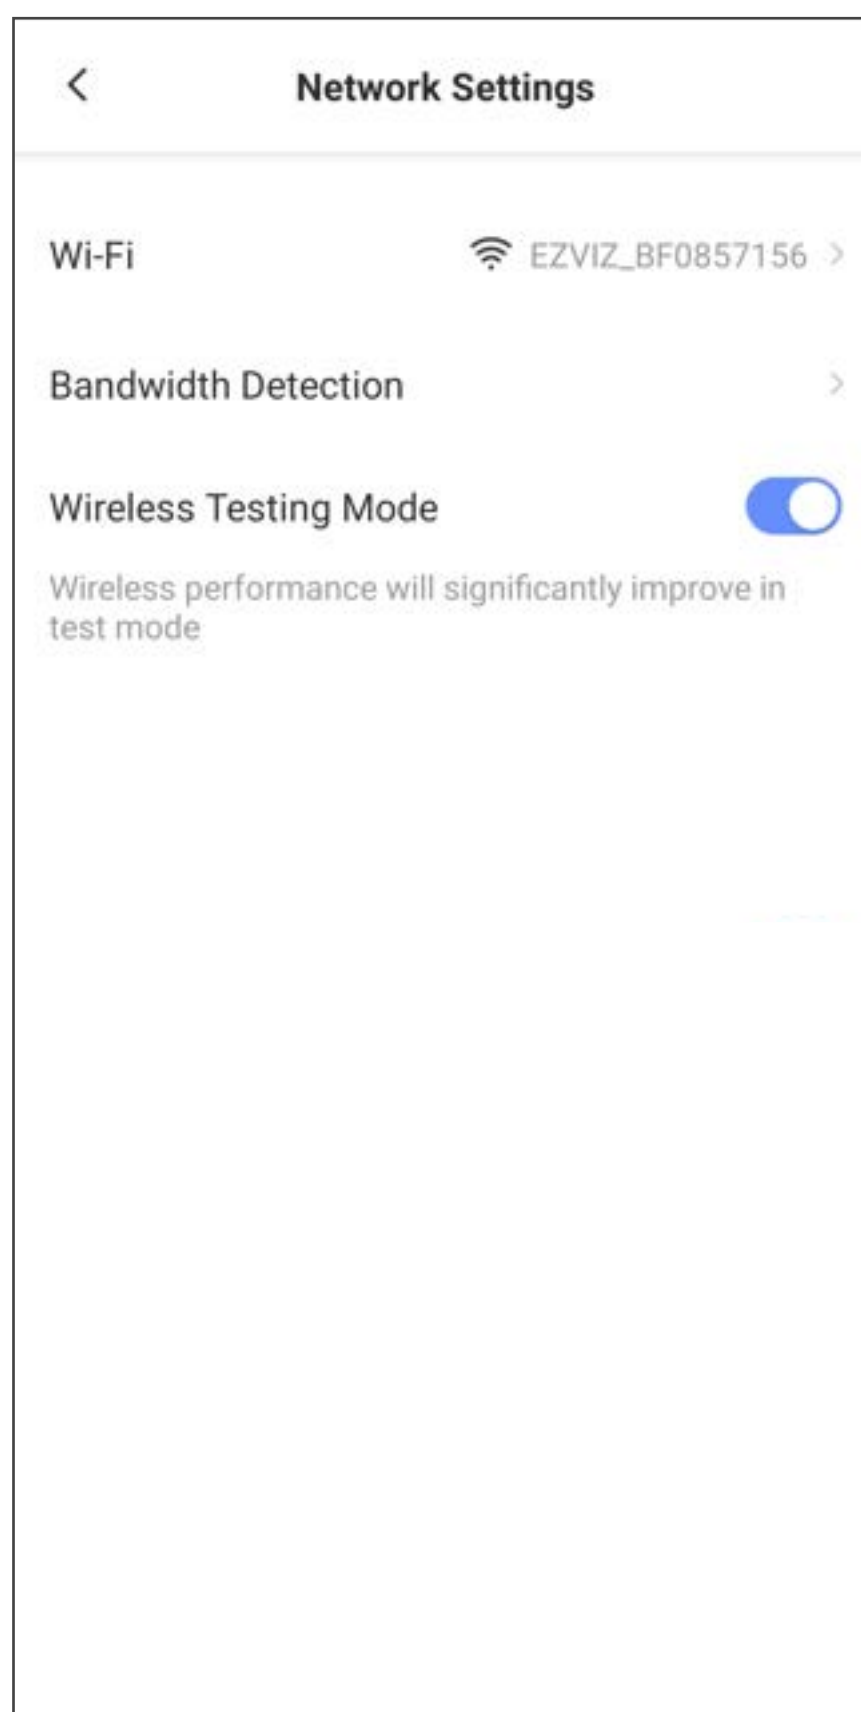 Network Settings
Wi-Fi EZVIZ_BF0857156
Bandwidth Detection
Wireless Testing Mode
Wireless performance will significantly improve in
test mode